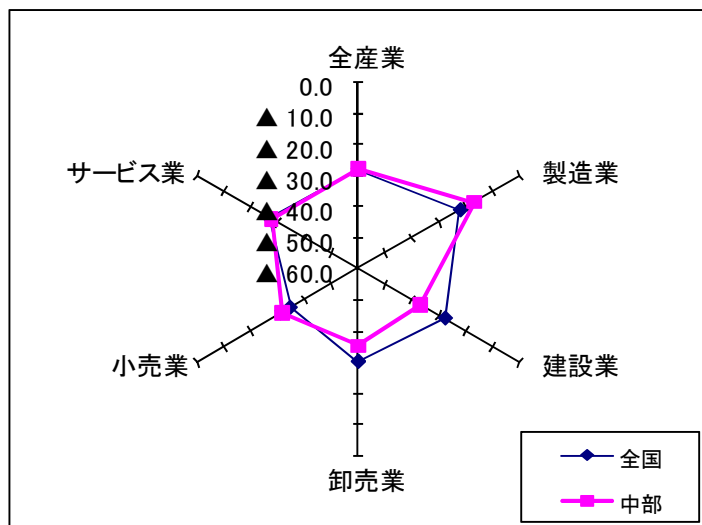 全産業
0.0
▲ 10.0
▲ 20.0
▲ 30.0
▲ 40.0
▲ 50.0
▲ 60.0
サービス業
製造業
小売業
建設業
卸売業
全国
中部